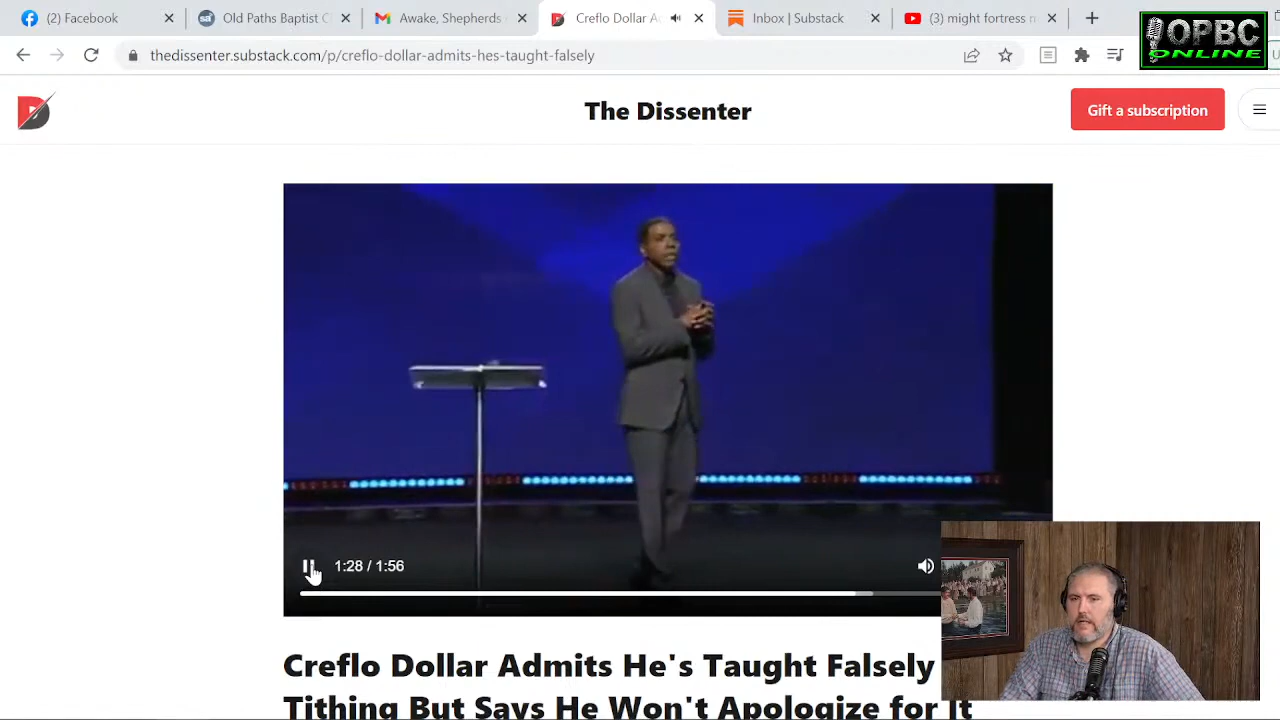 (2) Facebook
Old Paths Baptist C
Awake, Shepherds
Creflo Dollar A
Inbox | Substack
(3) might fortress
OPBC
ONLINE
thedissenter.substack.com/p/creflo-dollar-admits-hes-taught-falsely
D
The Dissenter
Gift a subscription
1:28 / 1:56
Creflo Dollar Admits He's Taught Falsely
Tithing But Says He Won't Apologize for It